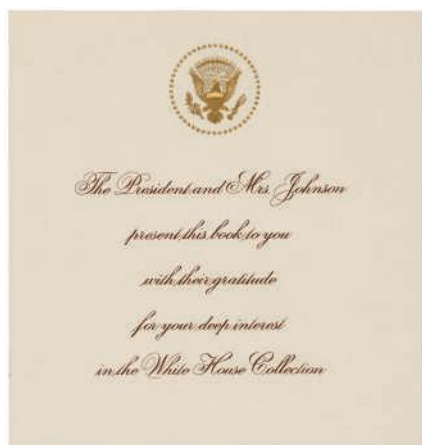 The President and Mrs. Johnson
present this book to you
with their gratitude
for your deep interest
in the White House Collection